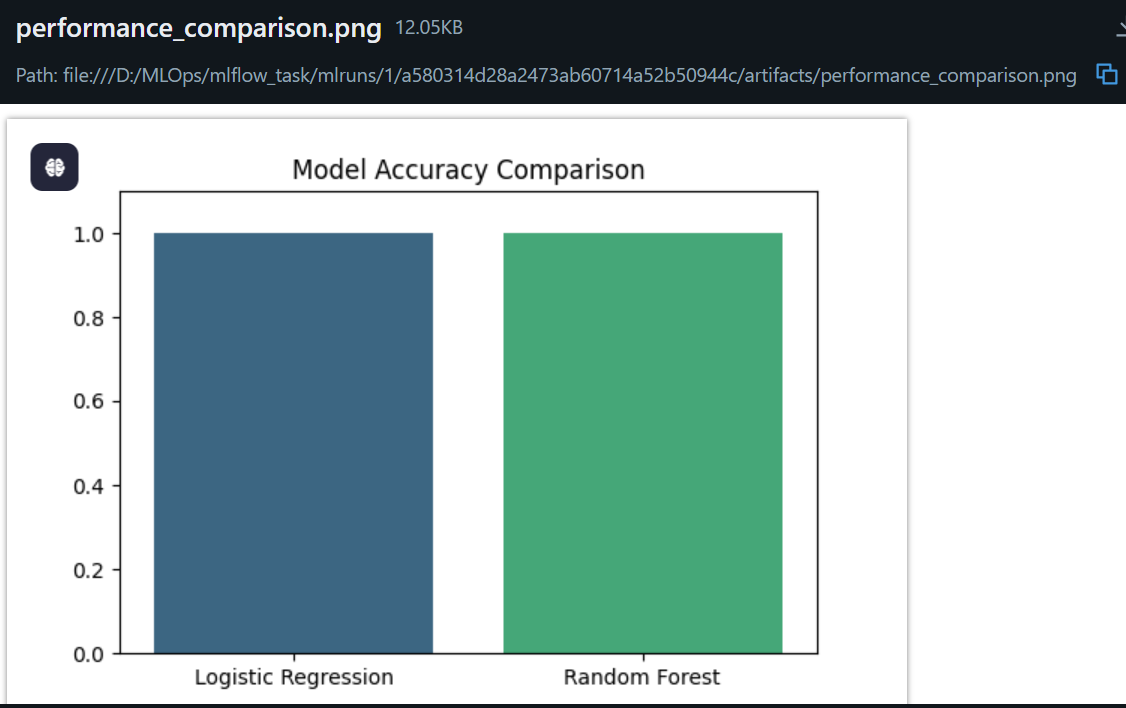 performance_comparison.png 12.05KB
Path: file:///D:/MLOps/mlflow_task/mlruns/1/a580314d28a2473ab60714a52b50944c/artifacts/performance_comparison.png
Model Accuracy Comparison
1.0
0.8
0.6
0.4
0.2
0.0
Logistic Regression Random Forest